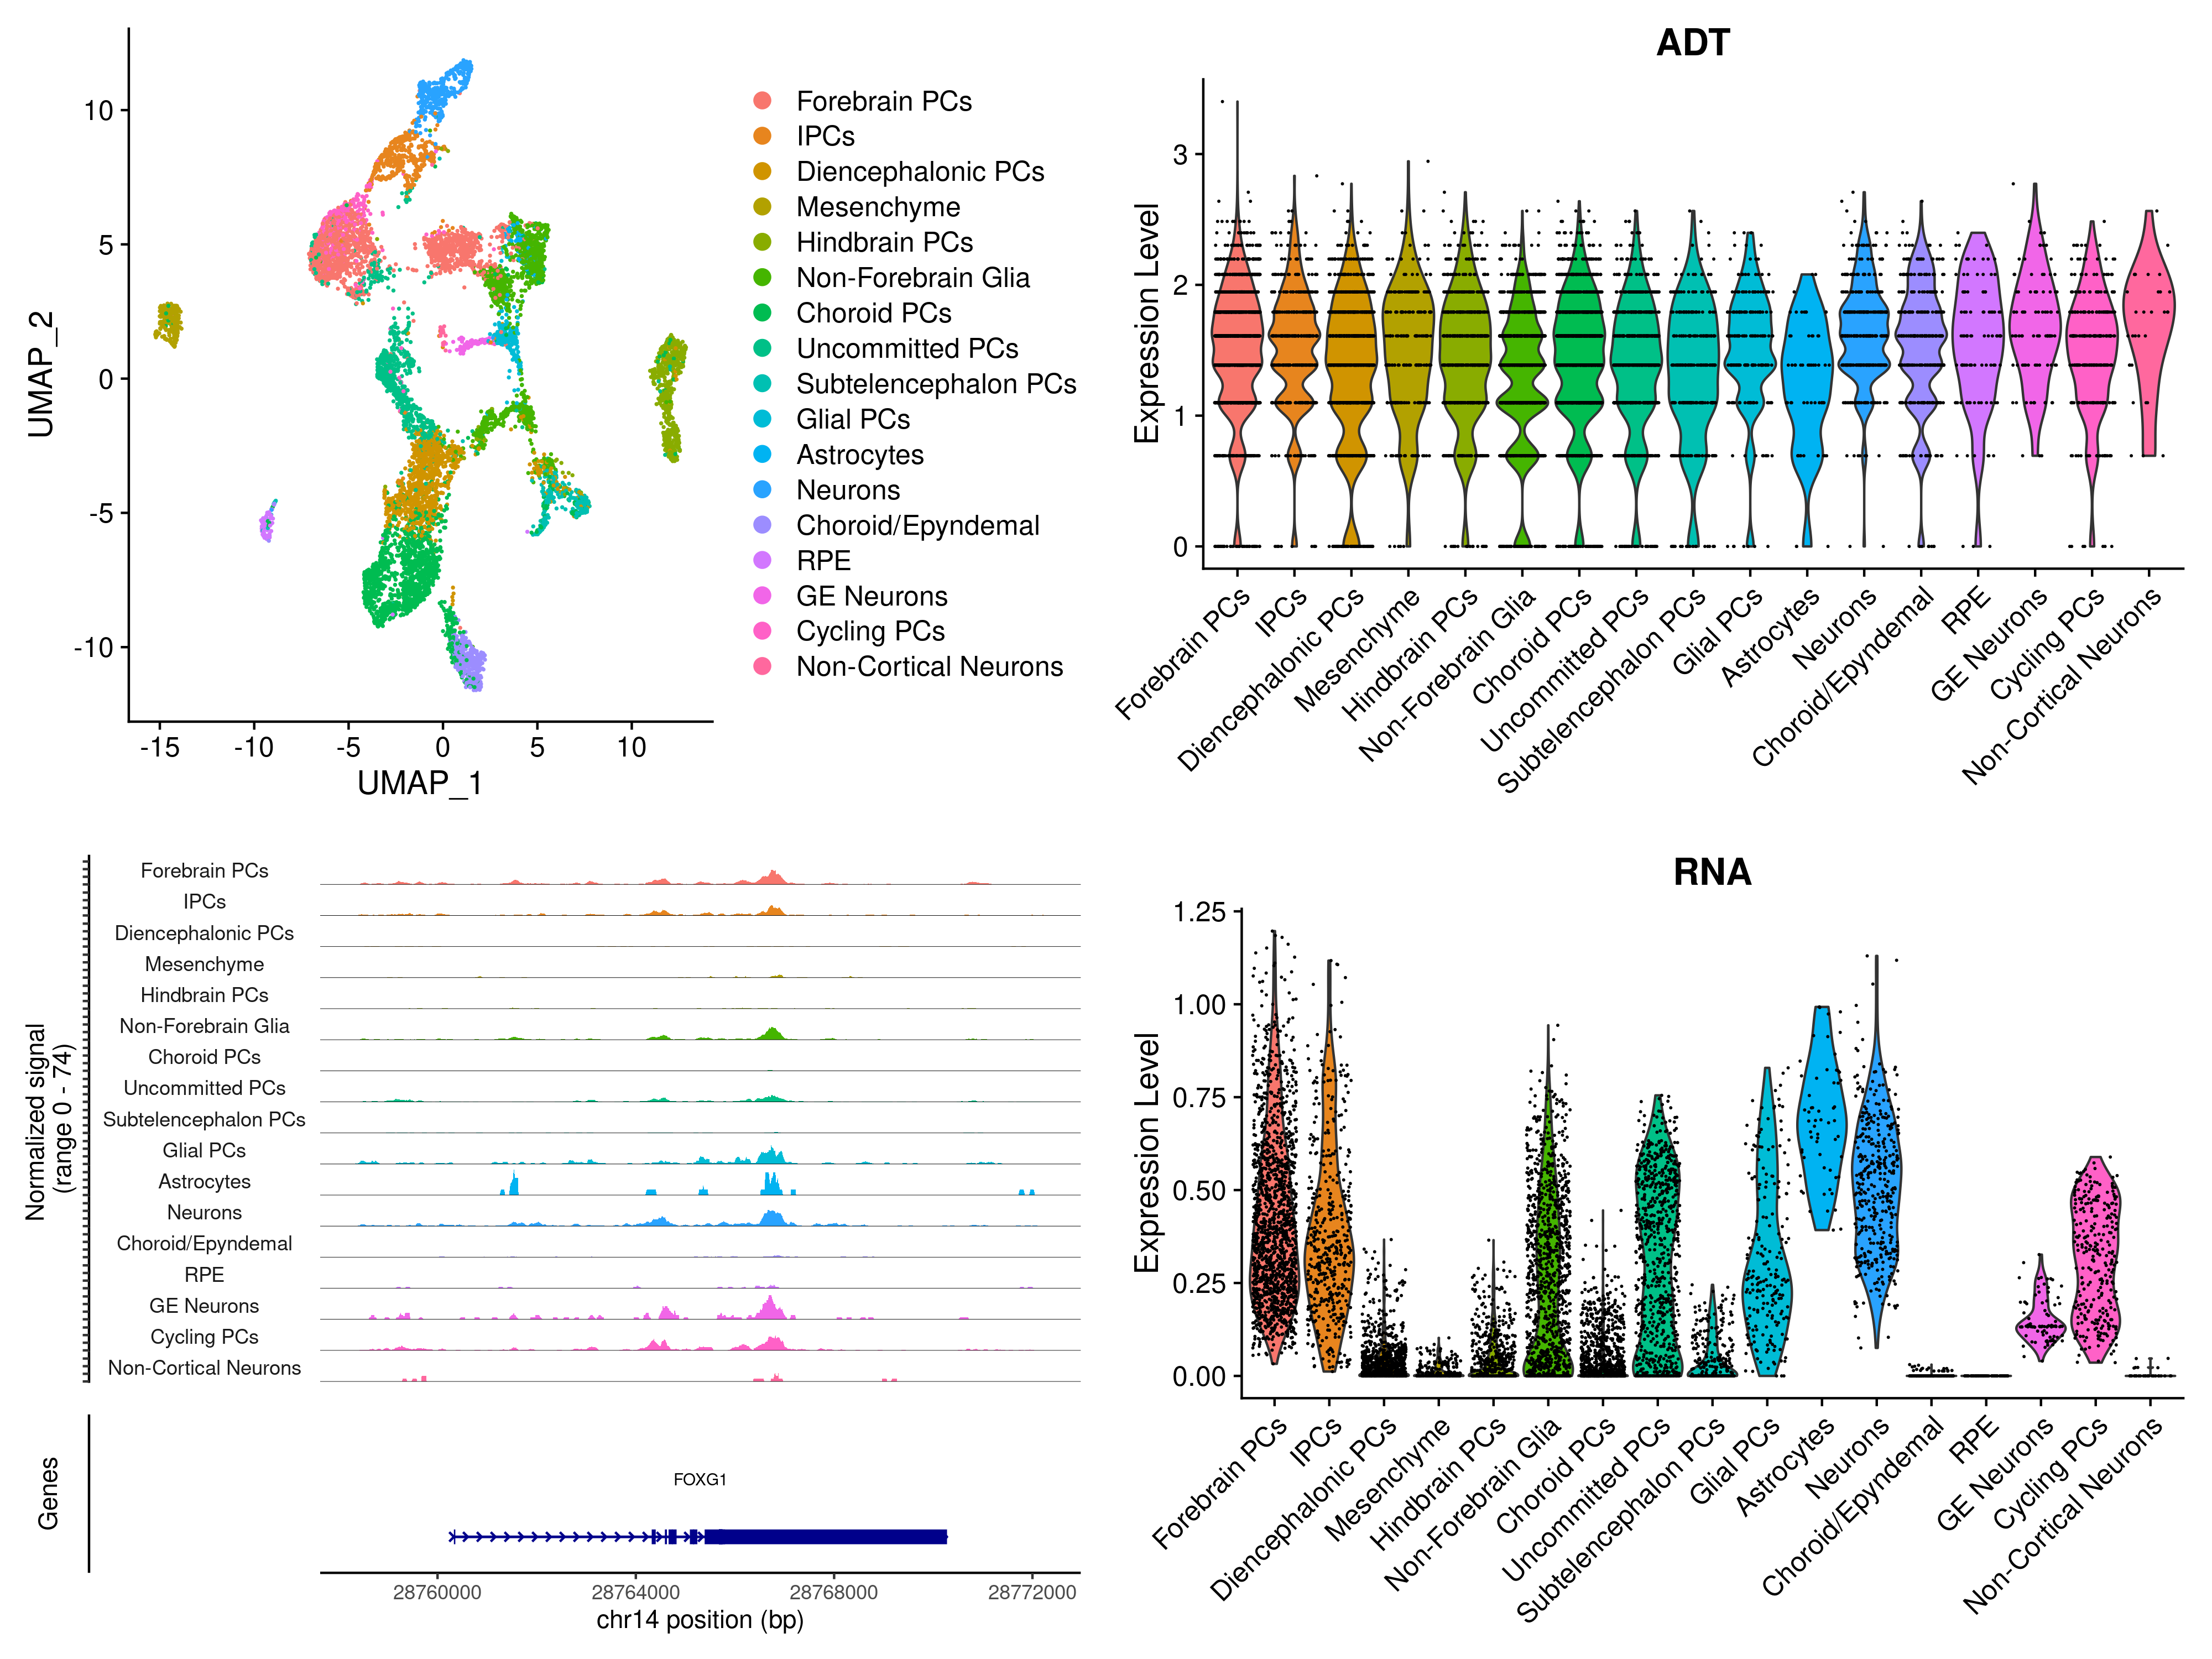 10
5
0
-5
-10
UMAP_2
-15 -10 -5 0 5 10
UMAP_1
Forebrain PCs
IPCs
Diencephalonic PCs
Mesenchyme
Hindbrain PCs
Non-Forebrain Glia
Choroid PCs
Uncommitted PCs
Subtelencephalon PCs
Glial PCs
Astrocytes
Neurons
Choroid/Epyndemal
RPE
GE Neurons
Cycling PCs
Non-Cortical Neurons
ADT
Expression Level
3
2
1
0
Forebrain PCs
IPCs
Diencephalonic PCs
Mesenchyme
Hindbrain PCs
Non-Forebrain Glia
Choroid PCs
Uncommitted PCs
Subtelencephalon PCs
Glial PCs
Astrocytes
Neurons
Choroid/Epyndemal
RPE
GE Neurons
Cycling PCs
Non-Cortical Neurons
Normalized signal
(range 0 - 74)
Forebrain PCs
IPCs
Diencephalonic PCs
Mesenchyme
Hindbrain PCs
Non-Forebrain Glia
Choroid PCs
Uncommitted PCs
Subtelencephalon PCs
Glial PCs
Astrocytes
Neurons
Choroid/Epyndemal
RPE
GE Neurons
Cycling PCs
Non-Cortical Neurons
Genes
FOXG1
28760000 28764000 28768000 28772000
chr14 position (bp)
RNA
Expression Level
1.25
1.00
0.75
0.50
0.25
0.00
Forebrain PCs
IPCs
Diencephalonic PCs
Mesenchyme
Hindbrain PCs
Non-Forebrain Glia
Choroid PCs
Uncommitted PCs
Subtelencephalon PCs
Glial PCs
Astrocytes
Neurons
Choroid/Epyndemal
RPE
GE Neurons
Cycling PCs
Non-Cortical Neurons